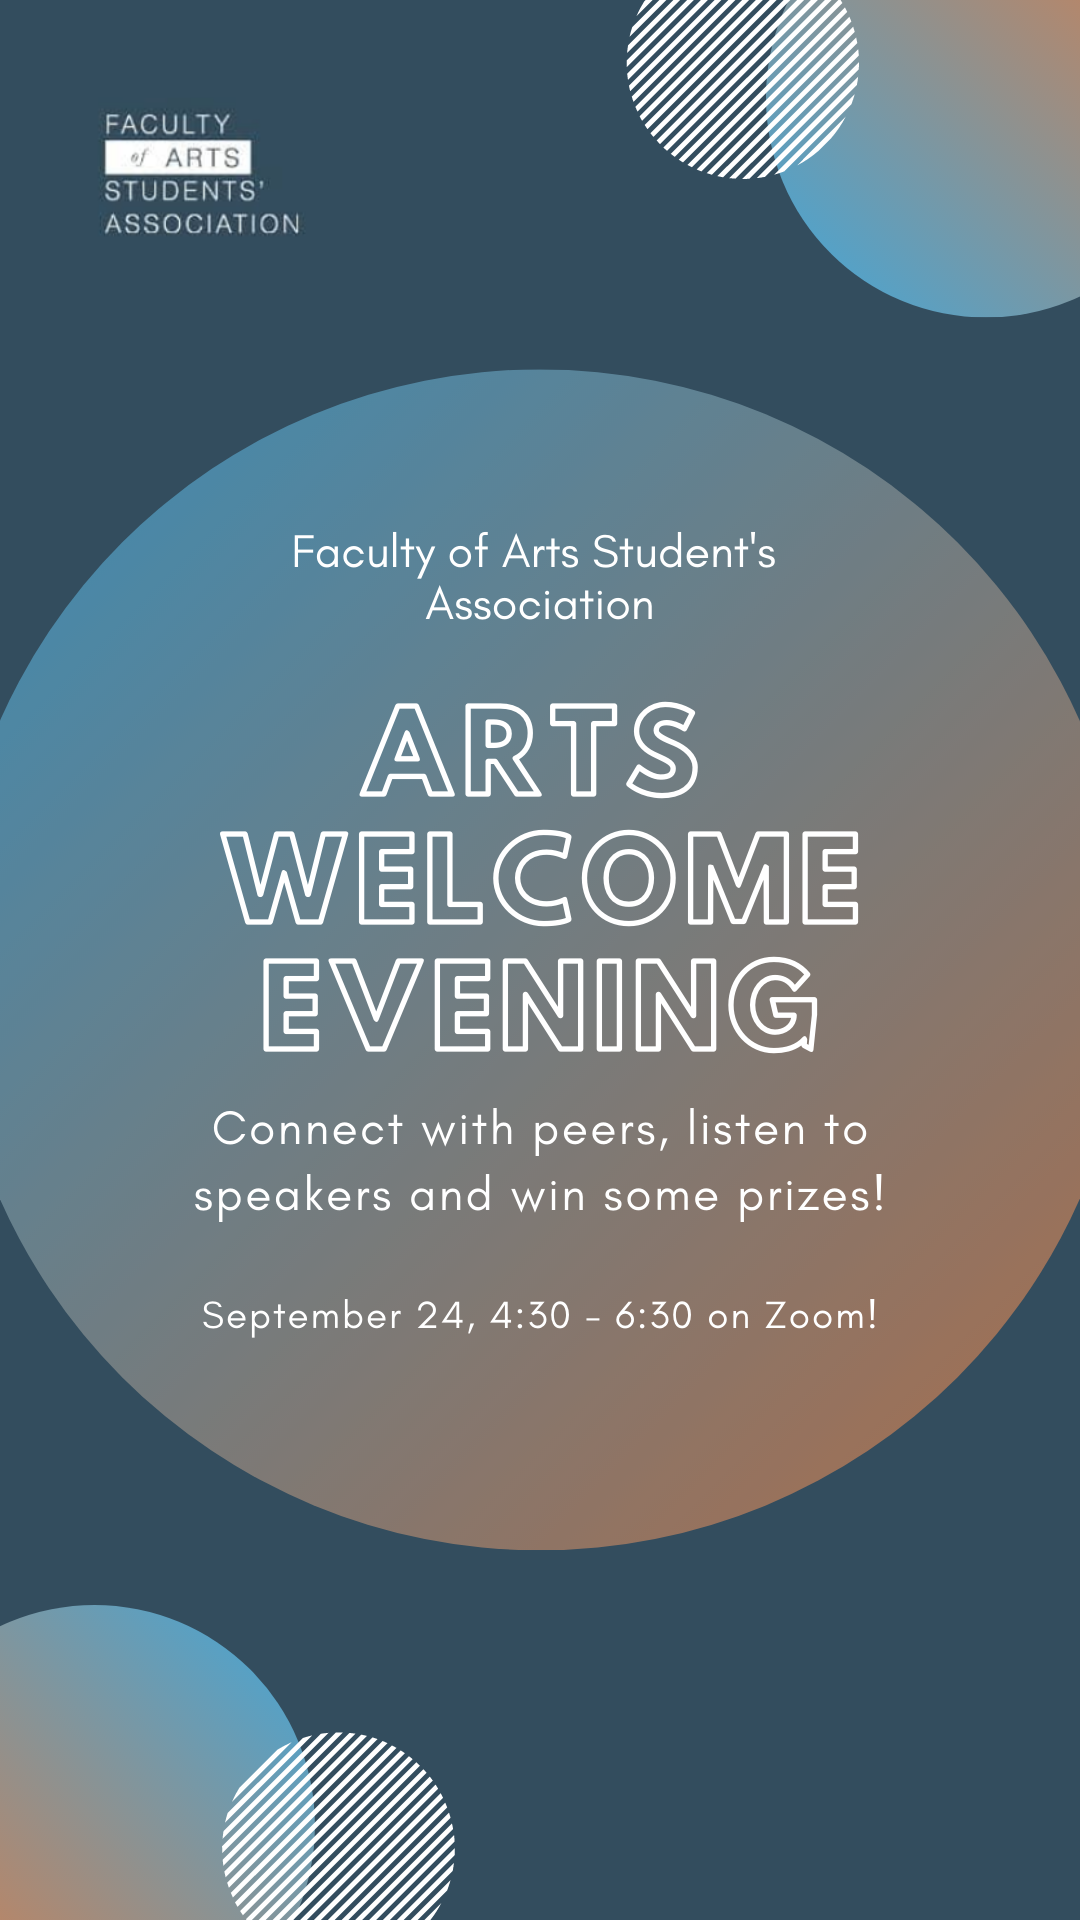 FACULTY
of ARTS
STUDENTS'
ASSOCIATION
Faculty of Arts Student's
Association
ARTS
WELCOME
EVENING
Connect with peers, listen to
speakers and win some prizes!
September 24, 4:30 - 6:30 on Zoom!